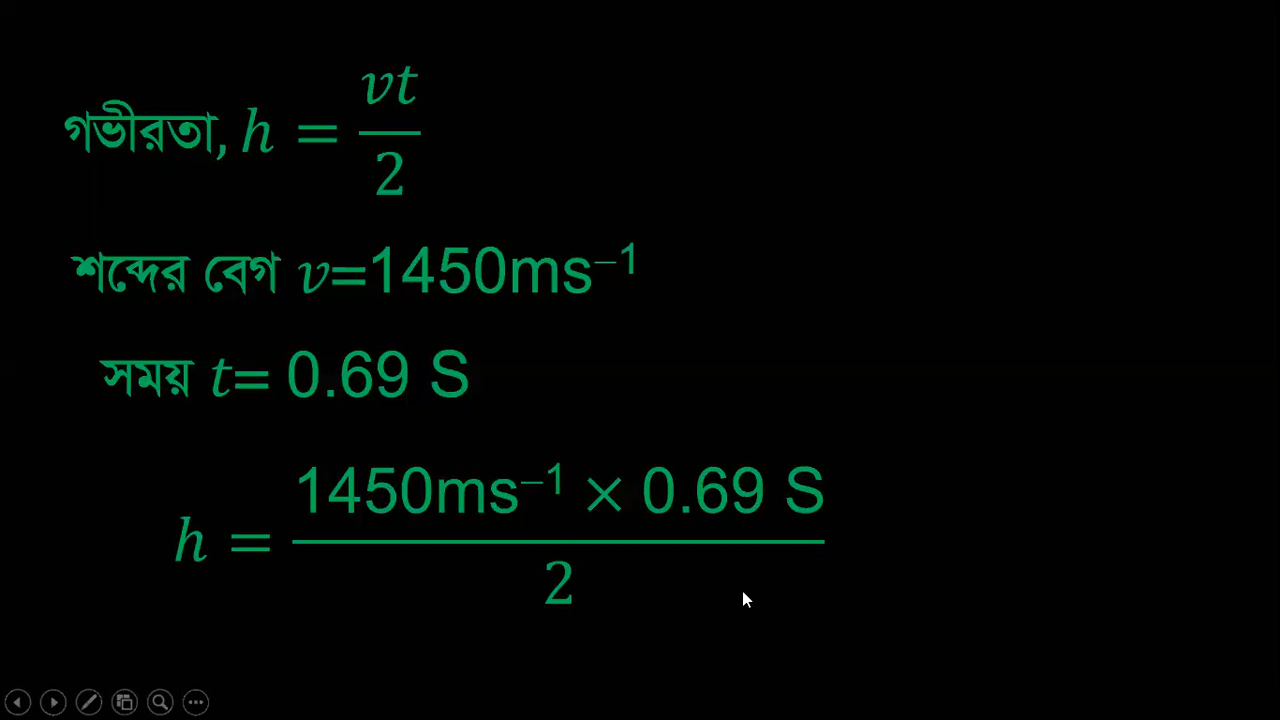 গভীরতা, h = vt/2
শব্দের বেগ v=1450ms⁻¹
সময় t= 0.69 S
h = 1450ms⁻¹ × 0.69 S / 2